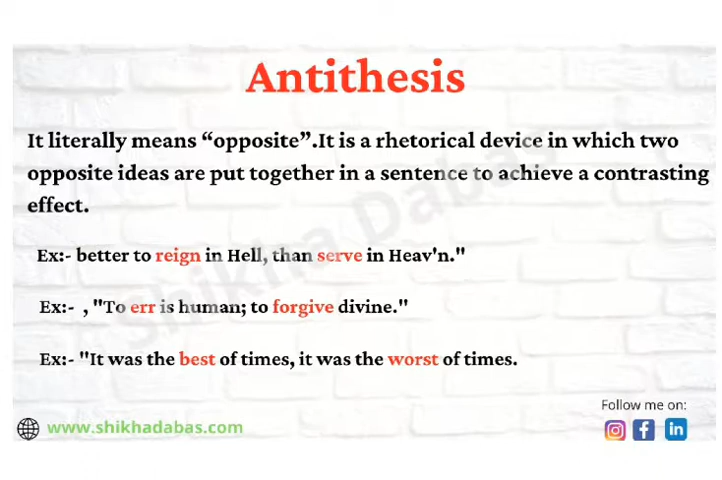 Antithesis
It literally means “opposite”.It is a rhetorical device in which two
opposite ideas are put together in a sentence to achieve a contrasting
effect.
Ex:- better to reign in Hell, than serve in Heav'n."
Ex:- , "To err is human; to forgive divine."
Ex:- "It was the best of times, it was the worst of times.
Shikha Dabas
Follow me on:
www.shikhadabas.com